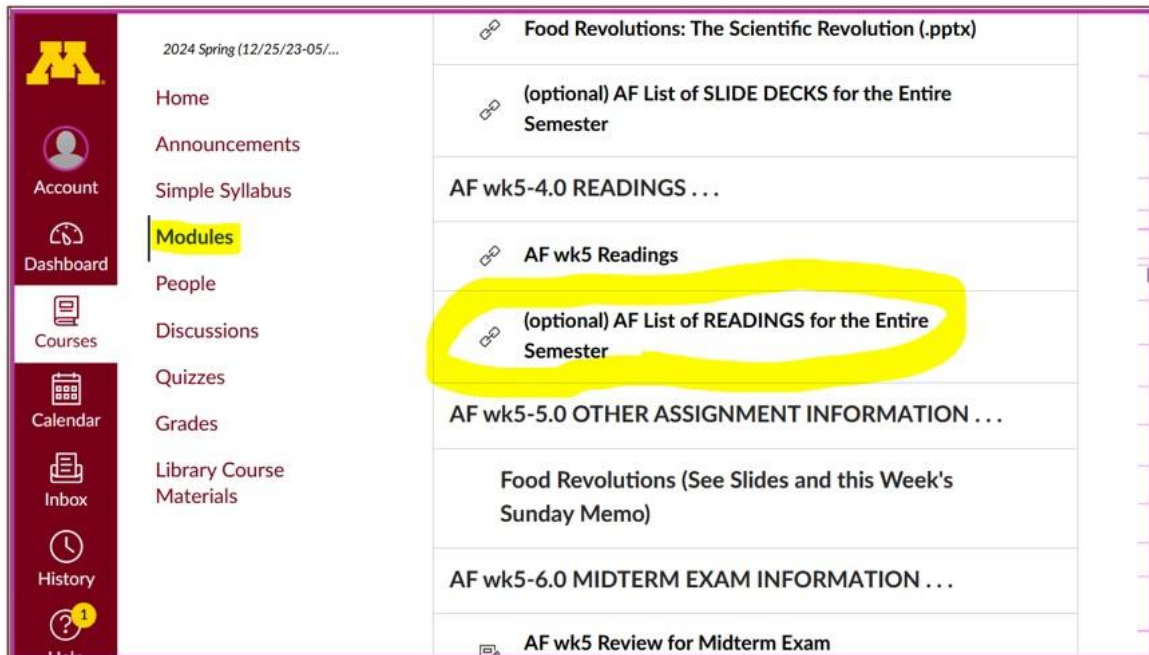 M
Account
Dashboard
Courses
Calendar
Inbox
History
1
Help
2024 Spring (12/25/23-05/...
Home
Announcements
Simple Syllabus
Modules
People
Discussions
Quizzes
Grades
Library Course
Materials
Food Revolutions: The Scientific Revolution (.pptx)
(optional) AF List of SLIDE DECKS for the Entire
Semester
AF wk5-4.0 READINGS . . .
AF wk5 Readings
(optional) AF List of READINGS for the Entire
Semester
AF wk5-5.0 OTHER ASSIGNMENT INFORMATION . . .
Food Revolutions (See Slides and this Week's
Sunday Memo)
AF wk5-6.0 MIDTERM EXAM INFORMATION . . .
AF wk5 Review for Midterm Exam